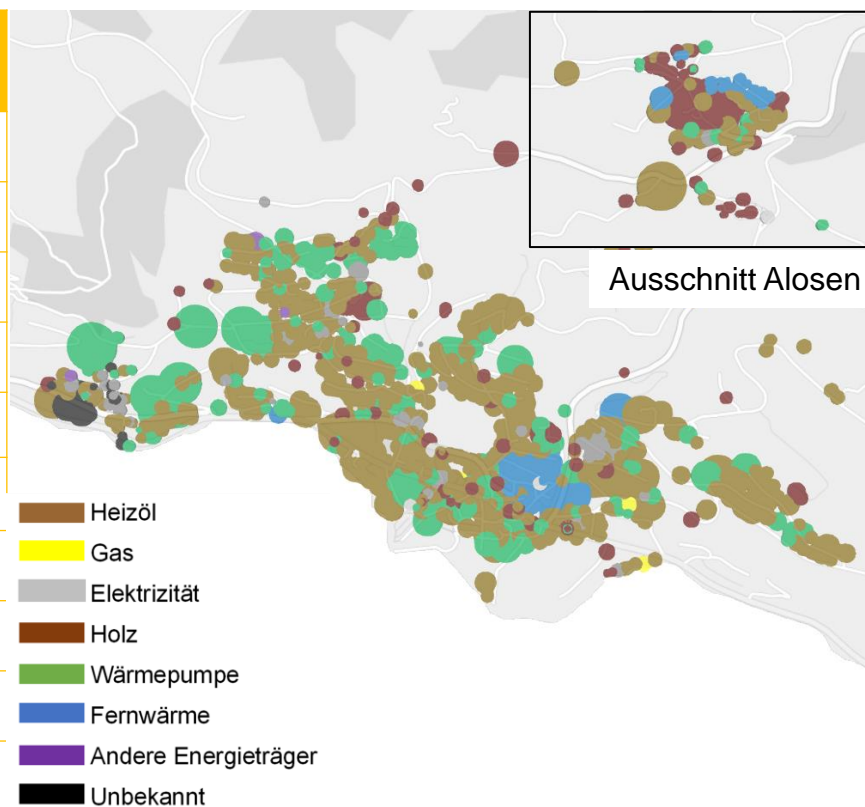 Ausschnitt Alosen
Heizöl
Gas
Elektrizität
Holz
Wärmepumpe
Fernwärme
Andere Energieträger
Unbekannt